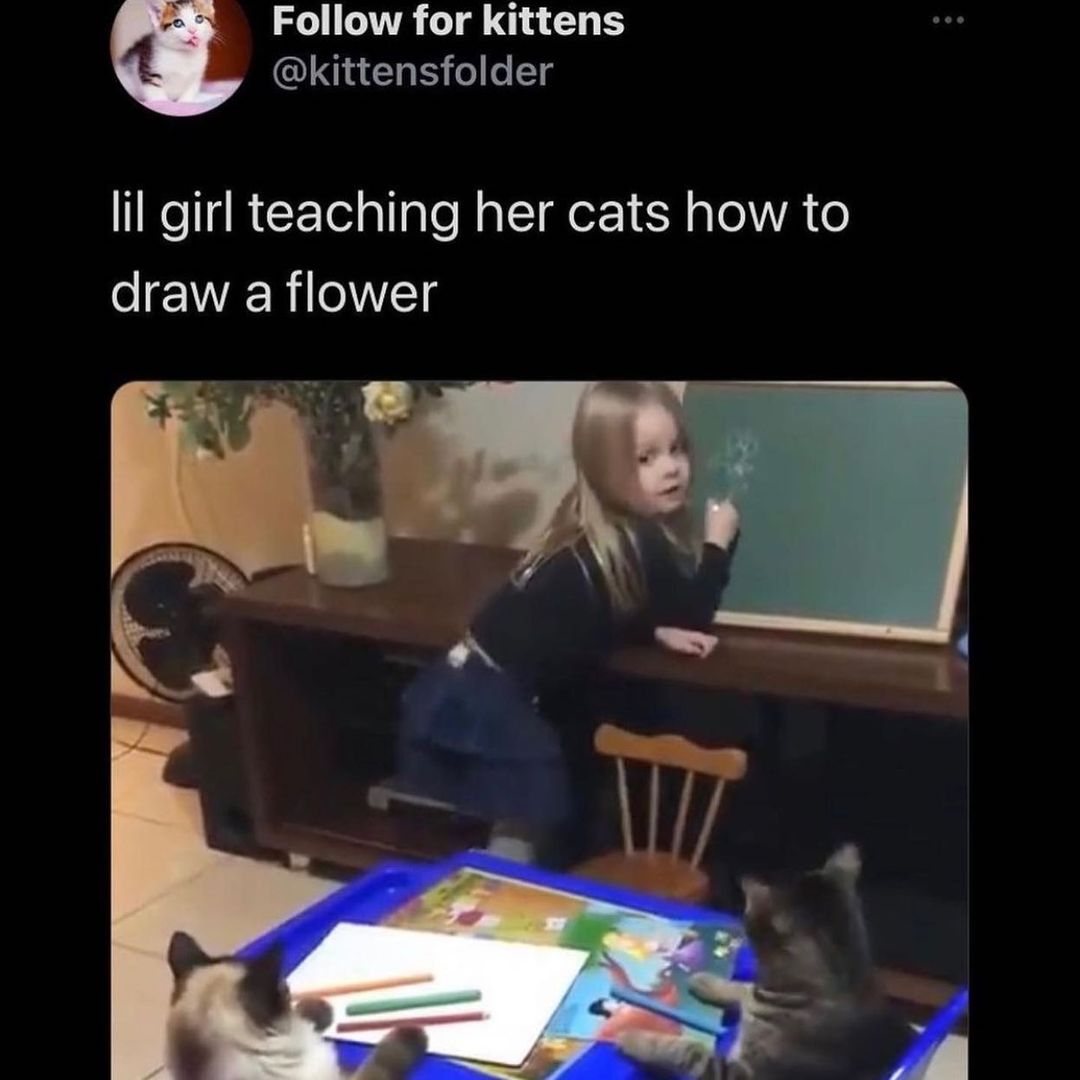 Follow for kittens
@kittensfolder
lil girl teaching her cats how to
draw a flower